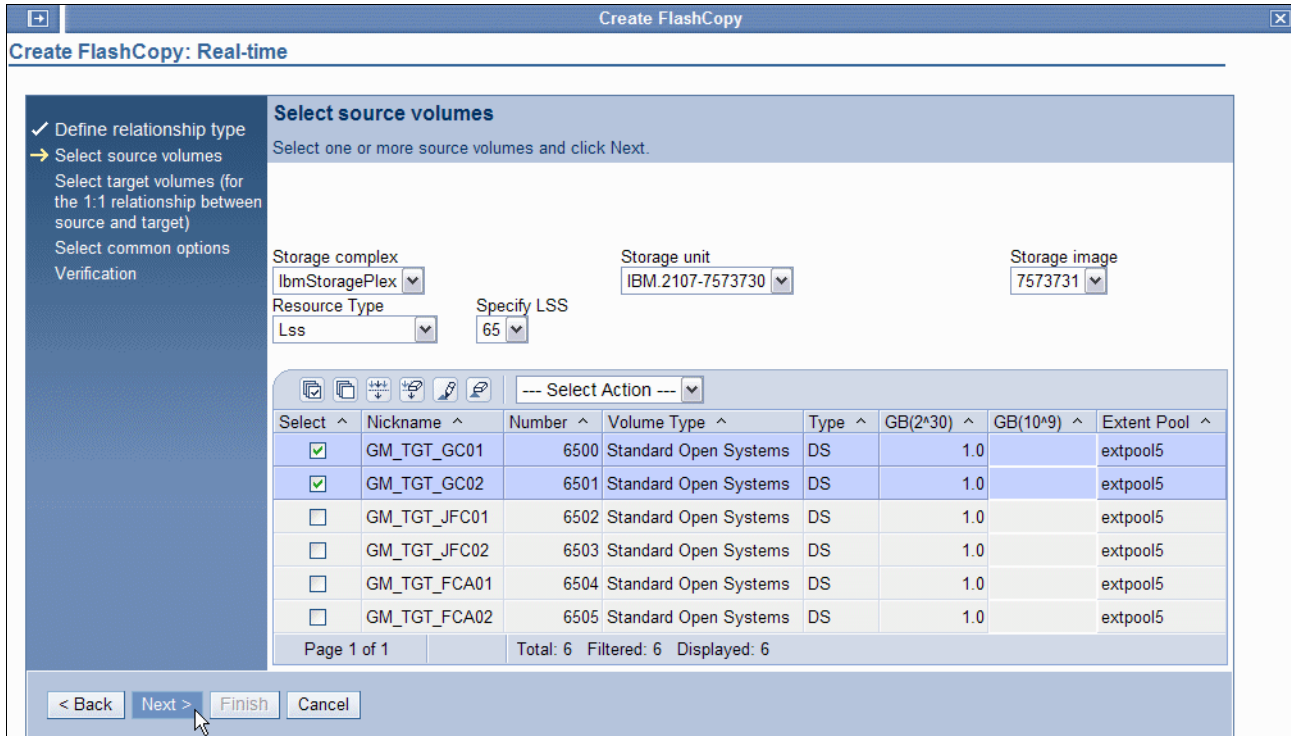 Create FlashCopy
Create FlashCopy: Real-time
Define relationship type
Select source volumes
Select target volumes (for
the 1:1 relationship between
source and target)
Select common options
Verification
Select source volumes
Select one or more source volumes and click Next.
Storage complex Storage unit Storage image
IbmStoragePlex IBM.2107-7573730 7573731
Resource Type Specify LSS
Lss 65
--- Select Action ---
Select ^ Nickname ^ Number ^ Volume Type ^ Type ^ GB(2^30) ^ GB(10^9) ^ Extent Pool ^
GM_TGT_GC01 6500 Standard Open Systems DS 1.0 extpool5
GM_TGT_GC02 6501 Standard Open Systems DS 1.0 extpool5
GM_TGT_JFC01 6502 Standard Open Systems DS 1.0 extpool5
GM_TGT_JFC02 6503 Standard Open Systems DS 1.0 extpool5
GM_TGT_FCA01 6504 Standard Open Systems DS 1.0 extpool5
GM_TGT_FCA02 6505 Standard Open Systems DS 1.0 extpool5
Page 1 of 1 Total: 6 Filtered: 6 Displayed: 6
< Back Next > Finish Cancel